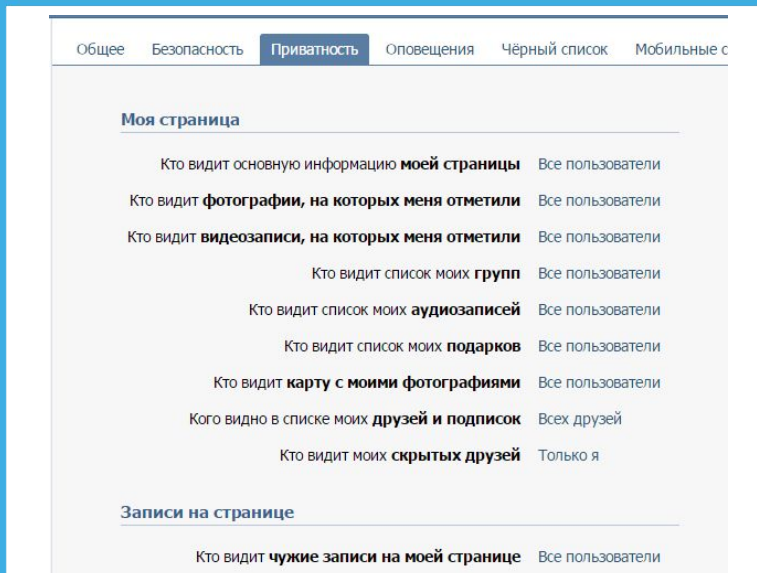 Общее Безопасность Приватность Оповещения Чёрный список Мобильные
Моя страница
Кто видит основную информацию моей страницы Все пользователи
Кто видит фотографии, на которых меня отметили Все пользователи
Кто видит видеозаписи, на которых меня отметили Все пользователи
Кто видит список моих групп Все пользователи
Кто видит список моих аудиозаписей Все пользователи
Кто видит список моих подарков Все пользователи
Кто видит карту с моими фотографиями Все пользователи
Кого видно в списке моих друзей и подписок Всех друзей
Кто видит моих скрытых друзей Только я
Записи на странице
Кто видит чужие записи на моей странице Все пользователи